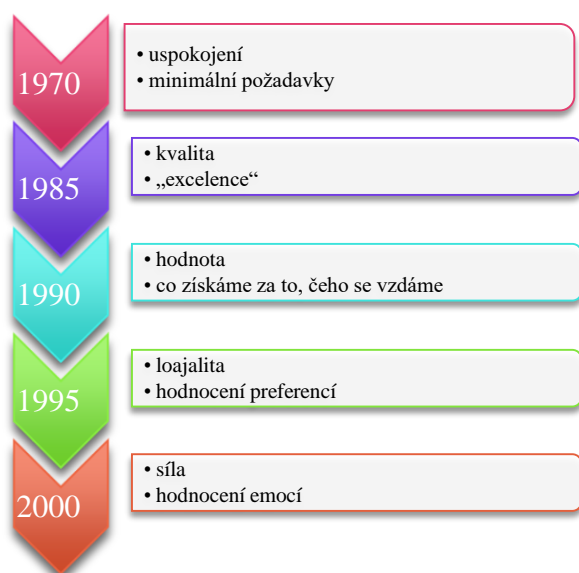 1970
• uspokojení
• minimální požadavky
1985
• kvalita
• „excelence“
1990
• hodnota
• co získáme za to, čeho se vzdáme
1995
• loajalita
• hodnocení preferencí
2000
• síla
• hodnocení emocí